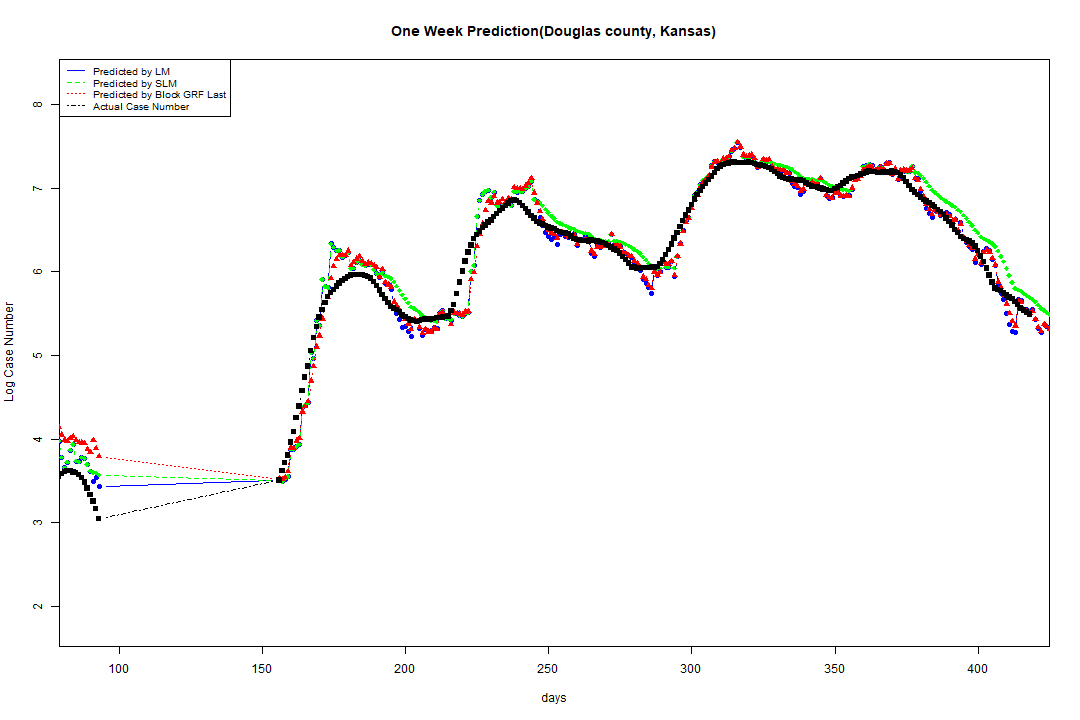 One Week Prediction(Douglas county, Kansas)
Predicted by LM
Predicted by SLM
Predicted by Block GRF Last
Actual Case Number
8
7
6
5
4
3
2
Log Case Number
100 150 200 250 300 350 400
days